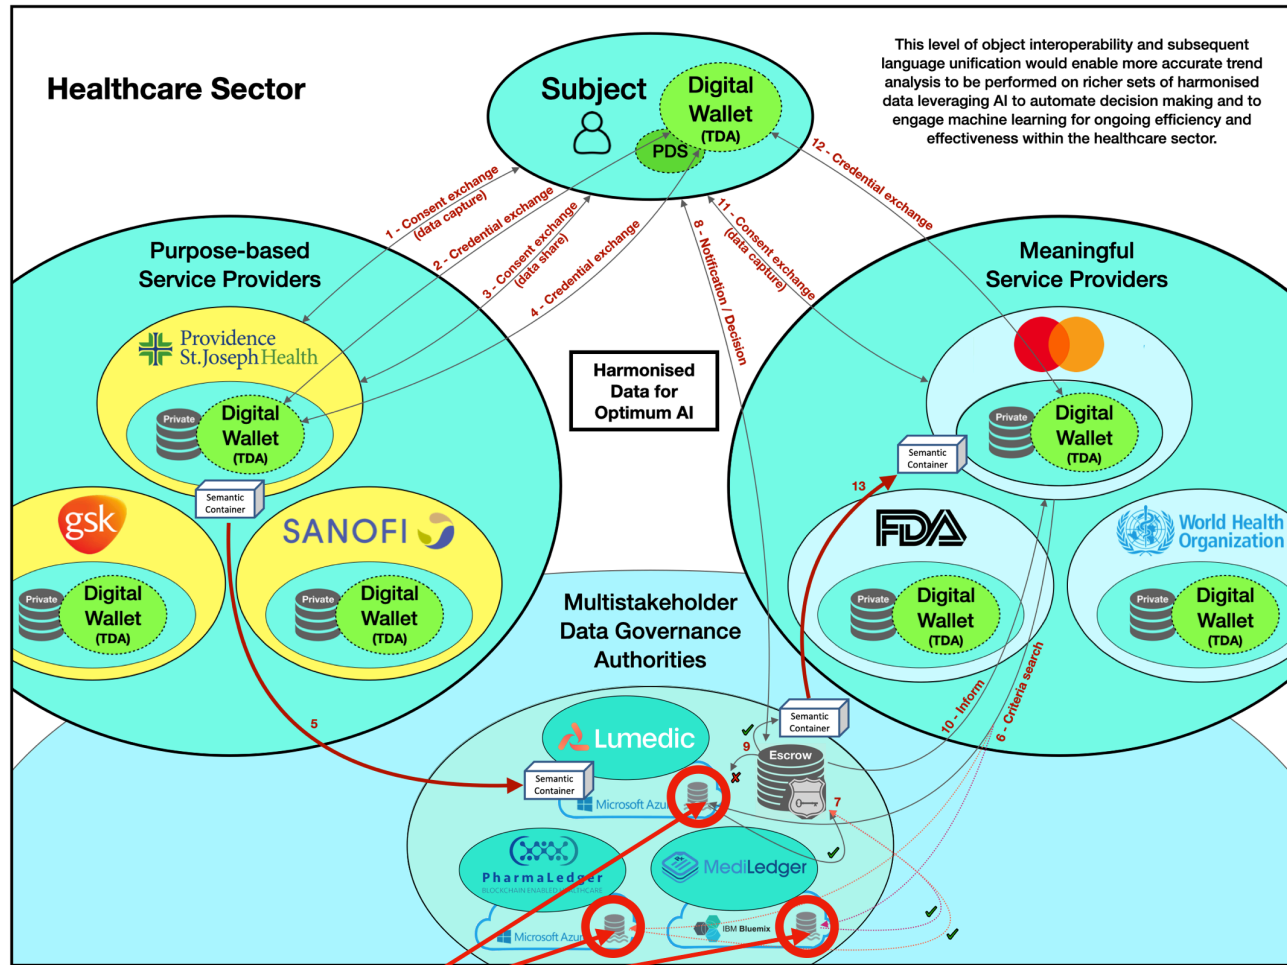 Healthcare Sector
This level of object interoperability and subsequent
language unification would enable more accurate trend
analysis to be performed on richer sets of harmonised
data leveraging AI to automate decision making and to
engage machine learning for ongoing efficiency and
effectiveness within the healthcare sector.
Subject
Digital
Wallet
(TDA)
PDS
1 - Consent exchange
(data capture)
2 - Credential exchange
3 - Consent exchange
(data share)
4 - Credential exchange
8 - Notification / Decision
11 - Consent exchange
(data capture)
12 - Credential exchange
Purpose-based
Service Providers
Providence
St.Joseph Health
Private
Digital
Wallet
(TDA)
Semantic
Container
gsk
Private
Digital
Wallet
(TDA)
SANOFI
Private
Digital
Wallet
(TDA)
Harmonised
Data for
Optimum AI
Meaningful
Service Providers
Private
Digital
Wallet
(TDA)
Semantic
Container
13
FDA
Private
Digital
Wallet
(TDA)
World Health
Organization
Private
Digital
Wallet
(TDA)
Multistakeholder
Data Governance
Authorities
5
10 - Inform
6 - Criteria search
Semantic
Container
Lumedic
9
Escrow
Semantic
Container
Microsoft Azur
7
PharmaLedger
BLOCKCHAIN ENABLED HEALTHCARE
MediLedger
Microsoft Azur
IBM Bluemix